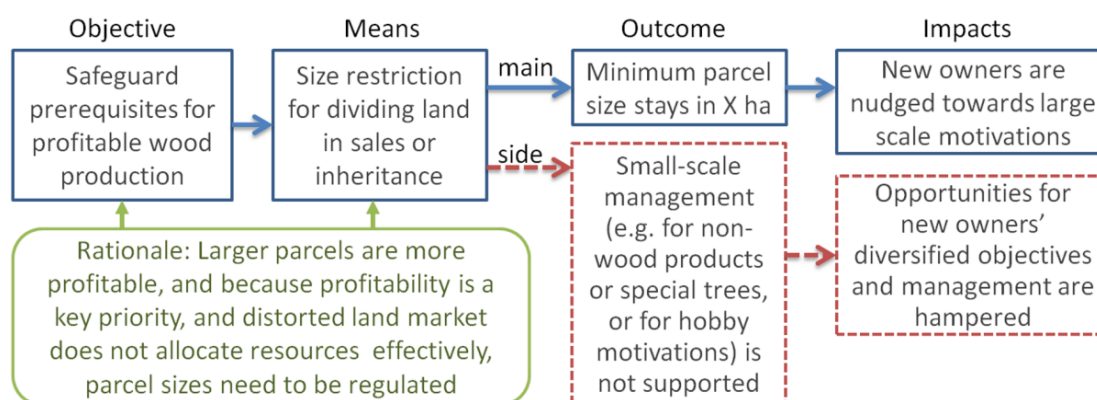 Objective
Means
Outcome
Impacts
Safeguard
prerequisites for
profitable wood
production
Size restriction
for dividing land
in sales or
inheritance
main
side
Minimum parcel
size stays in X ha
New owners are
nudged towards large
scale motivations
Small-scale
management
(e.g. for non-
wood products
or special trees,
or for hobby
motivations) is
not supported
Opportunities for
new owners’
diversified objectives
and management are
hampered
Rationale: Larger parcels are more
profitable, and because profitability is a
key priority, and distorted land market
does not allocate resources effectively,
parcel sizes need to be regulated